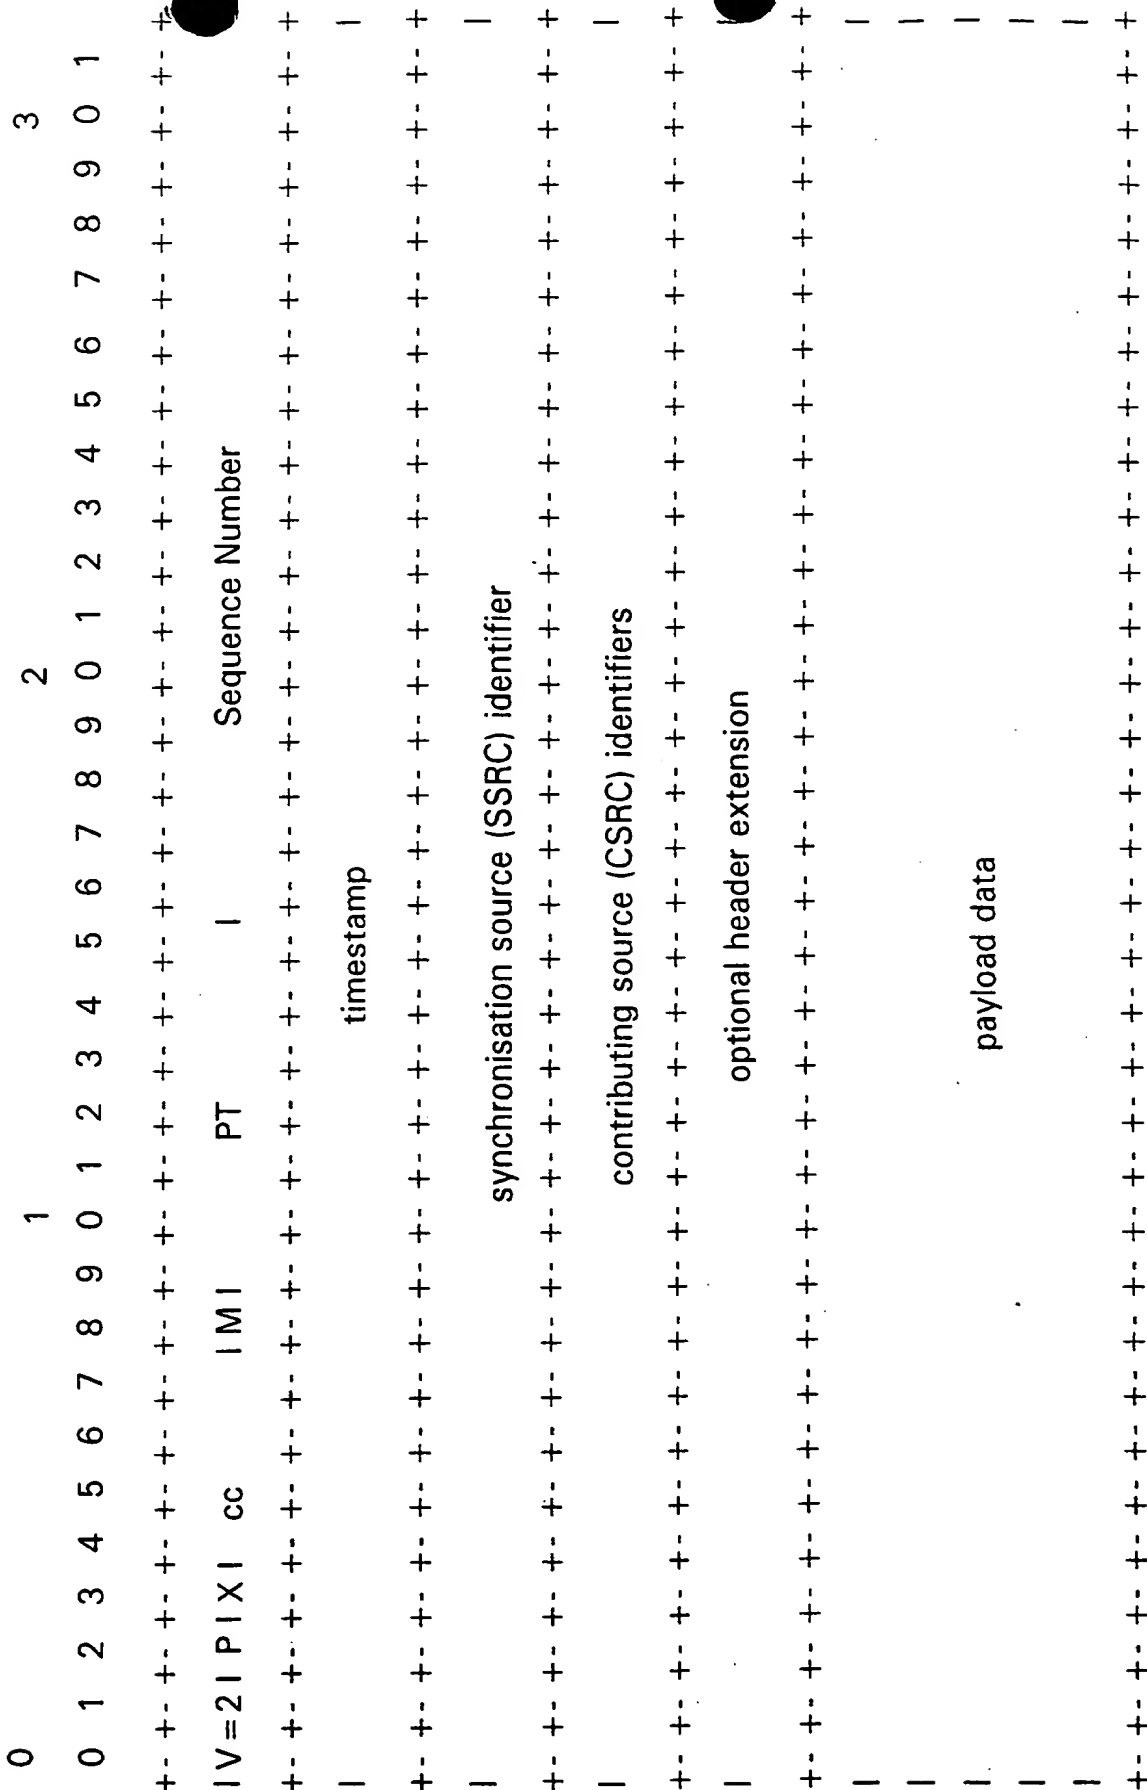 0 1 2 3
0 1 2 3 4 5 6 7 8 9 0 1 2 3 4 5 6 7 8 9 0 1 2 3 4 5 6 7 8 9 0 1
+-+-+-+-+-+-+-+-+-+-+-+-+-+-+-+-+-+-+-+-+-+-+-+-+-+-+-+-+-+-+-+-+
|V=2|P|X| cc |M| PT | Sequence Number
+-+-+-+-+-+-+-+-+-+-+-+-+-+-+-+-+-+-+-+-+-+-+-+-+-+-+-+-+-+-+-+-+
| timestamp |
+-+-+-+-+-+-+-+-+-+-+-+-+-+-+-+-+-+-+-+-+-+-+-+-+-+-+-+-+-+-+-+-+
| synchronisation source (SSRC) identifier |
+-+-+-+-+-+-+-+-+-+-+-+-+-+-+-+-+-+-+-+-+-+-+-+-+-+-+-+-+-+-+-+-+
| contributing source (CSRC) identifiers |
+-+-+-+-+-+-+-+-+-+-+-+-+-+-+-+-+-+-+-+-+-+-+-+-+-+-+-+-+-+-+-+-+
| optional header extension |
+-+-+-+-+-+-+-+-+-+-+-+-+-+-+-+-+-+-+-+-+-+-+-+-+-+-+-+-+-+-+-+-+
| |
| |
| payload data |
| |
| |
+-+-+-+-+-+-+-+-+-+-+-+-+-+-+-+-+-+-+-+-+-+-+-+-+-+-+-+-+-+-+-+-+